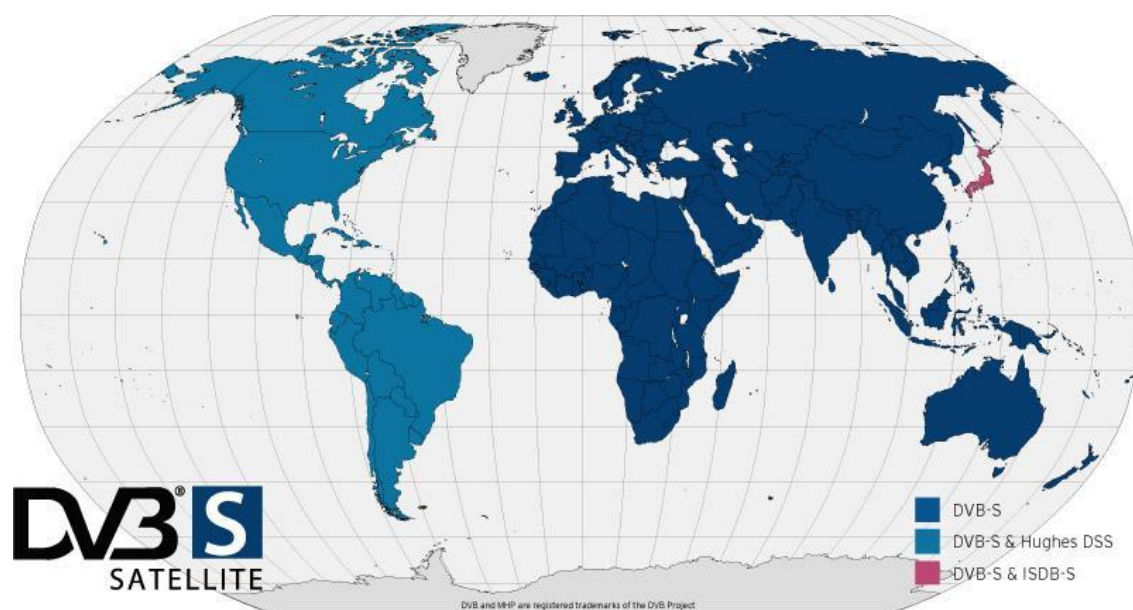 DVB® S
SATELLITE
DVB-S
DVB-S & Hughes DSS
DVB-S & ISDB-S
DVB and MHP are registered trademarks of the DVB Project